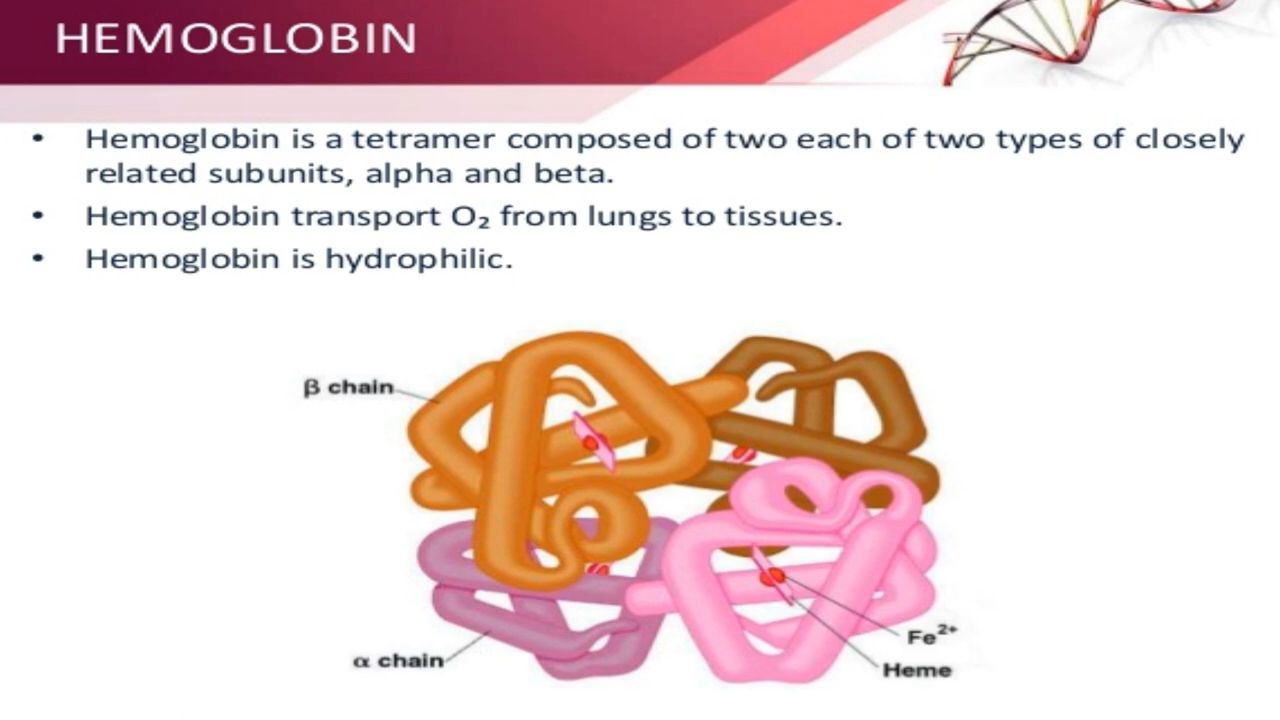 HEMOGLOBIN
• Hemoglobin is a tetramer composed of two each of two types of closely
related subunits, alpha and beta.
• Hemoglobin transport O₂ from lungs to tissues.
• Hemoglobin is hydrophilic.
β chain
α chain
Fe²⁺
Heme